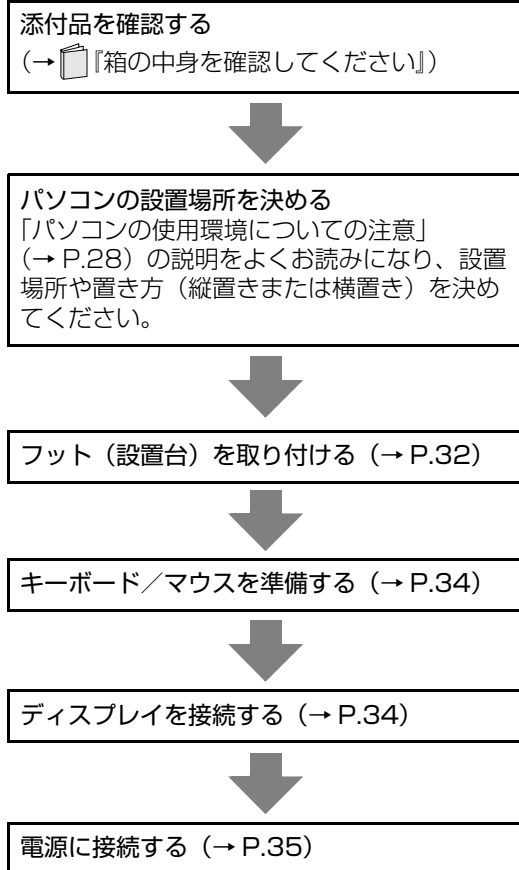 添付品を確認する
(→『箱の中身を確認してください』)
パソコンの設置場所を決める
「パソコンの使用環境についての注意」
(→ P.28)の説明をよくお読みになり、設置
場所や置き方(縦置きまたは横置き)を決め
てください。
フット(設置台)を取り付ける(→ P.32)
キーボード/マウスを準備する(→ P.34)
ディスプレイを接続する(→ P.34)
電源に接続する(→ P.35)